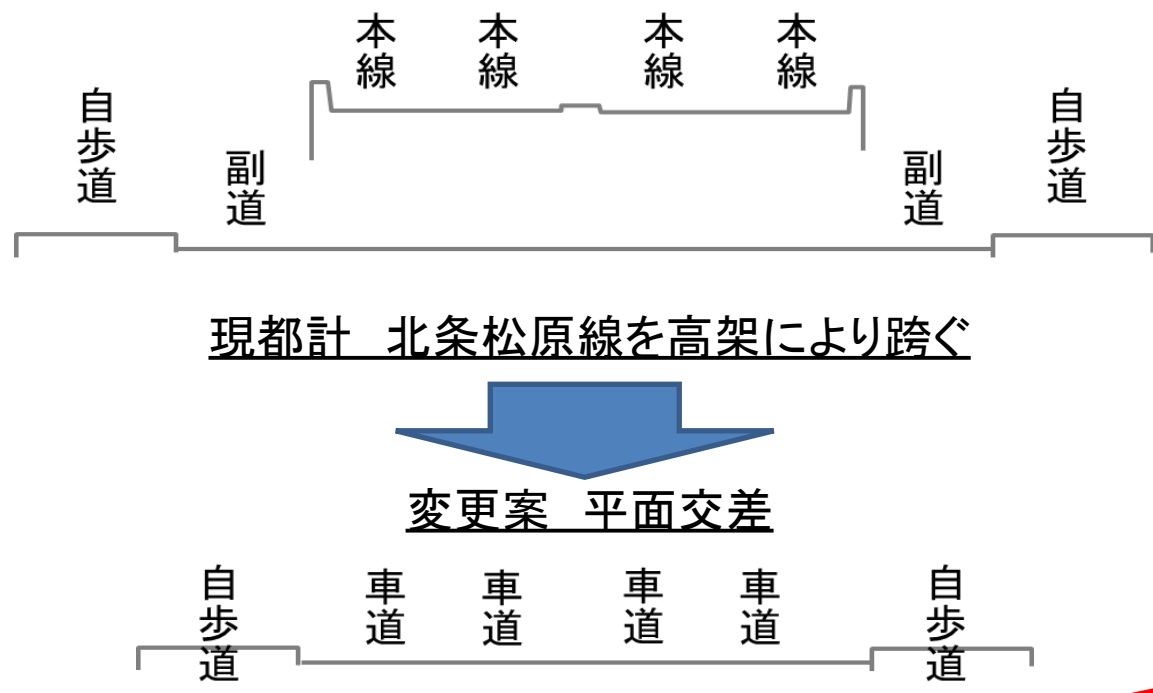 本線 本線 本線 本線
自歩道 副道 副道 自歩道
現都計 北条松原線を高架により跨ぐ
変更案 平面交差
自歩道 車道 車道 車道 車道 自歩道